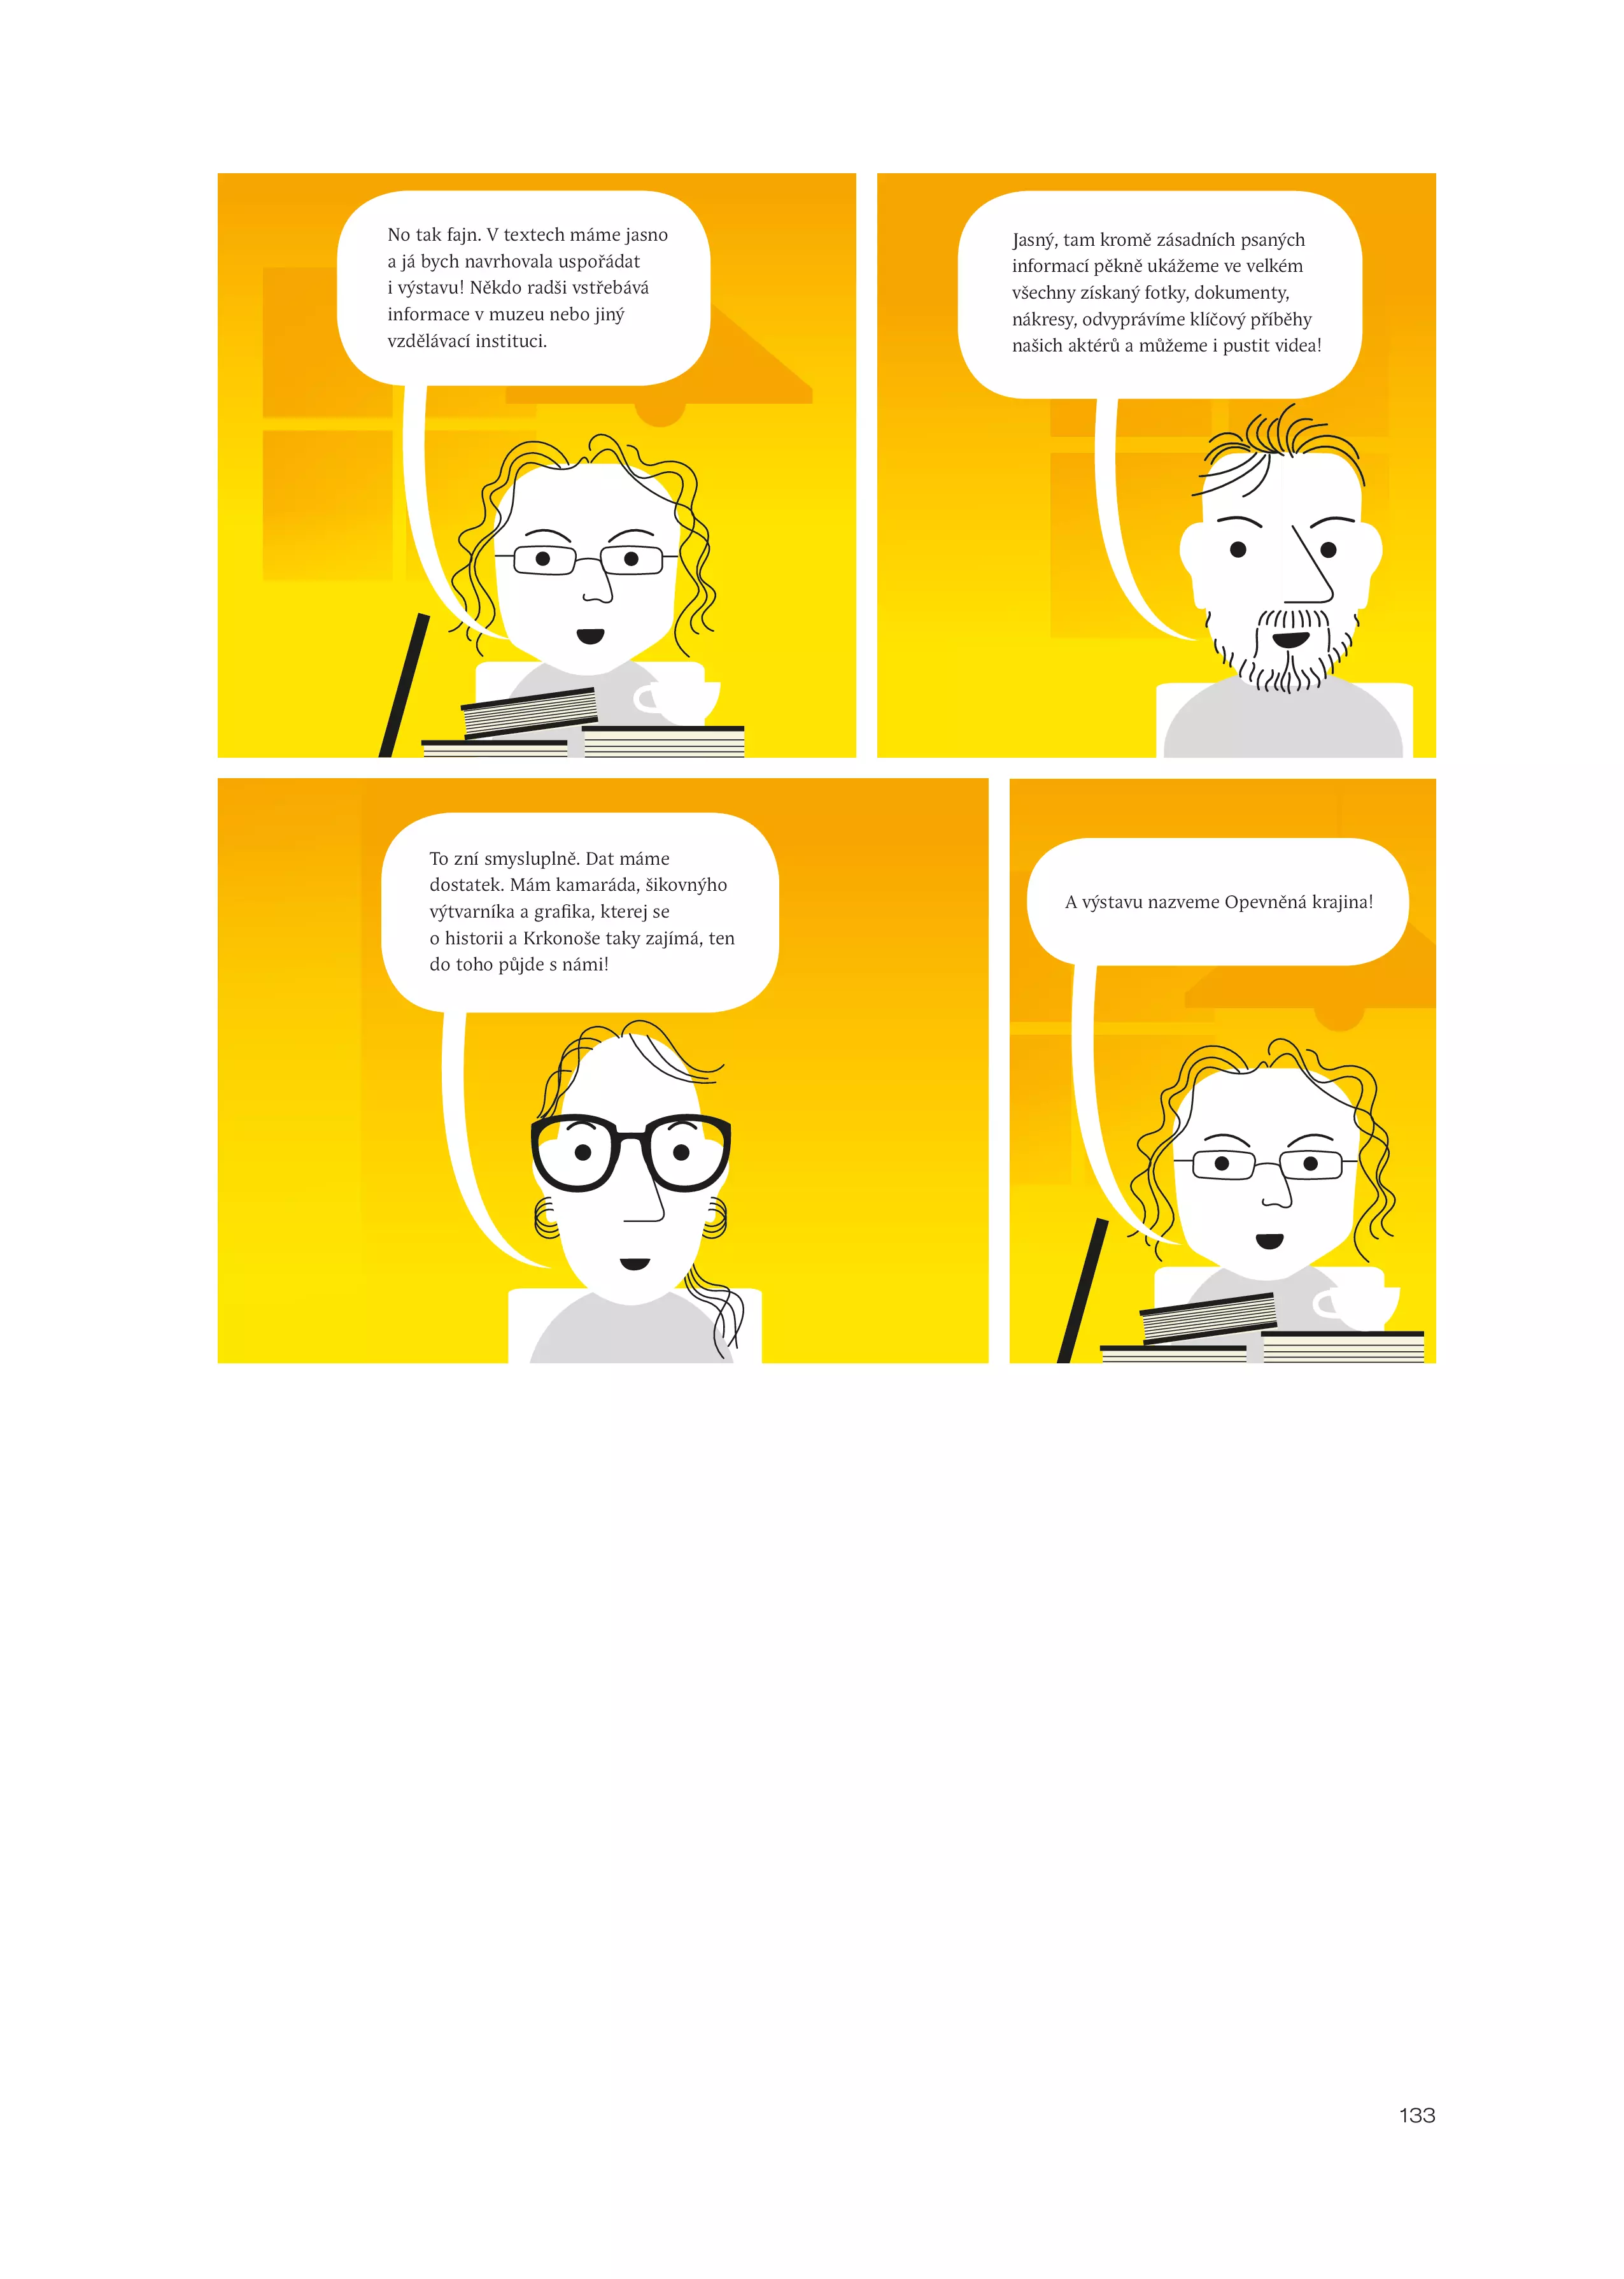 No tak fajn. V textech máme jasno
a já bych navrhovala uspořádat
i výstavu! Někdo radši vstřebává
informace v muzeu nebo jiný
vzdělávací instituci.
Jasný, tam kromě zásadních psaných
informací pěkně ukážeme ve velkém
všechny získaný fotky, dokumenty,
nákresy, odvyprávíme klíčový příběhy
našich aktérů a můžeme i pustit videa!
To zní smysluplně. Dat máme
dostatek. Mám kamaráda, šikovnýho
výtvarníka a grafika, kterej se
o historii a Krkonoše taky zajímá, ten
do toho půjde s námi!
A výstavu nazveme Opevněná krajina!
133